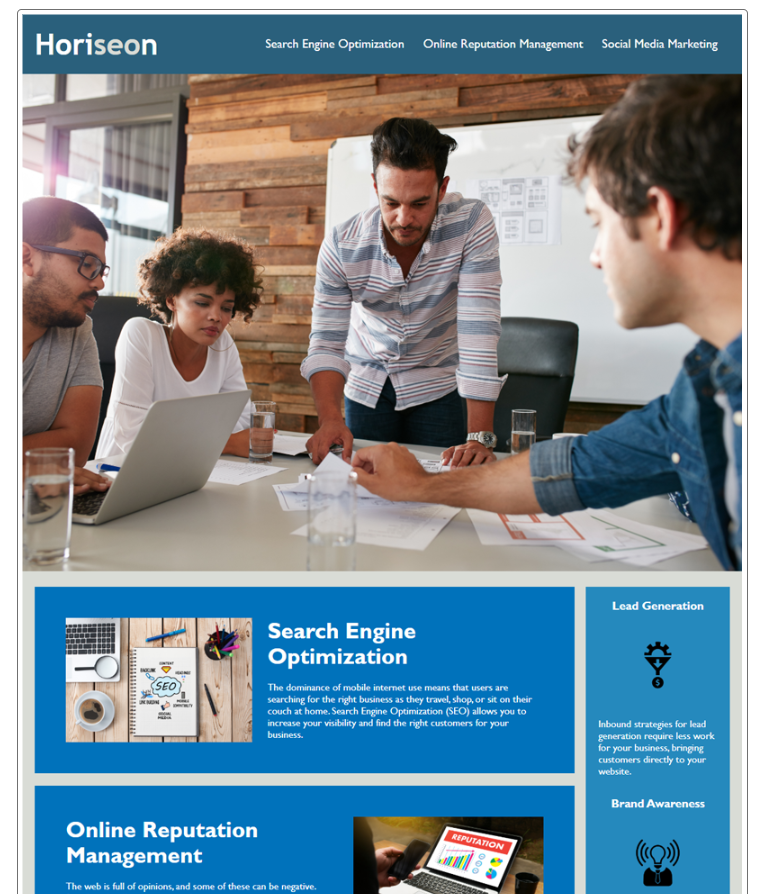 Horiseon
Search Engine Optimization Online Reputation Management Social Media Marketing
Search Engine
Optimization
The dominance of mobile internet use means that users are
searching for the right business as they travel, shop, or sit on their
couch at home. Search Engine Optimization (SEO) allows you to
increase your visibility and find the right customers for your
business.
CONTENT
SEO
Lead Generation
Inbound strategies for lead
generation require less work
for your business, bringing
customers directly to your
website.
Brand Awareness
Online Reputation
Management
The web is full of opinions, and some of these can be negative.
REPUTATION